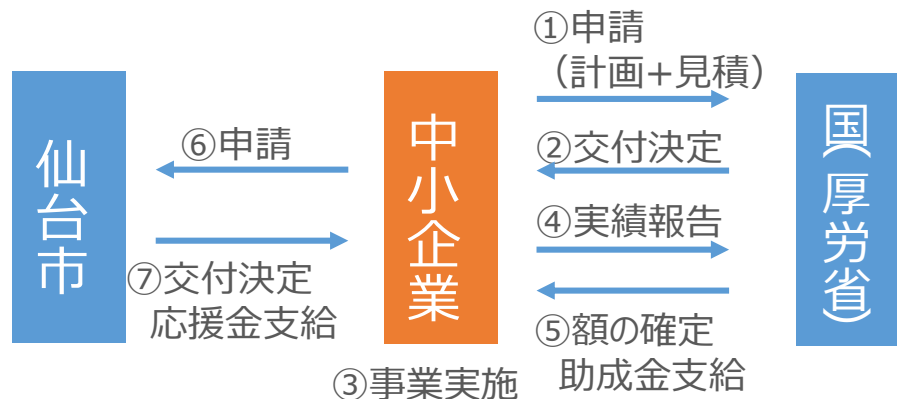 ①申請
（計画+見積）
仙台市
⑥申請
中小企業
②交付決定
国（厚労省）
④実績報告
⑦交付決定
応援金支給
⑤額の確定
助成金支給
③事業実施